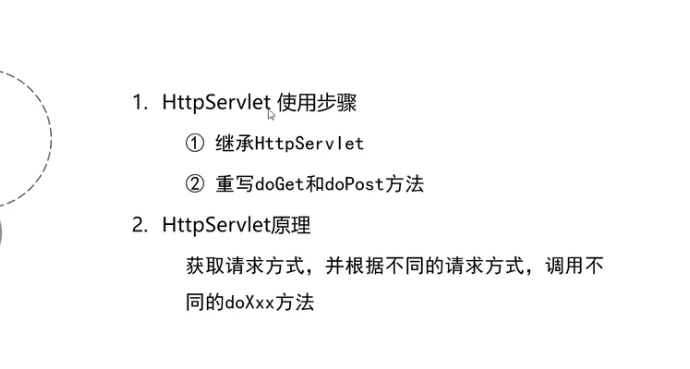 1. HttpServlet 使用步骤
① 继承HttpServlet
② 重写doGet和doPost方法
2. HttpServlet原理
获取请求方式，并根据不同的请求方式，调用不
同的doXxx方法